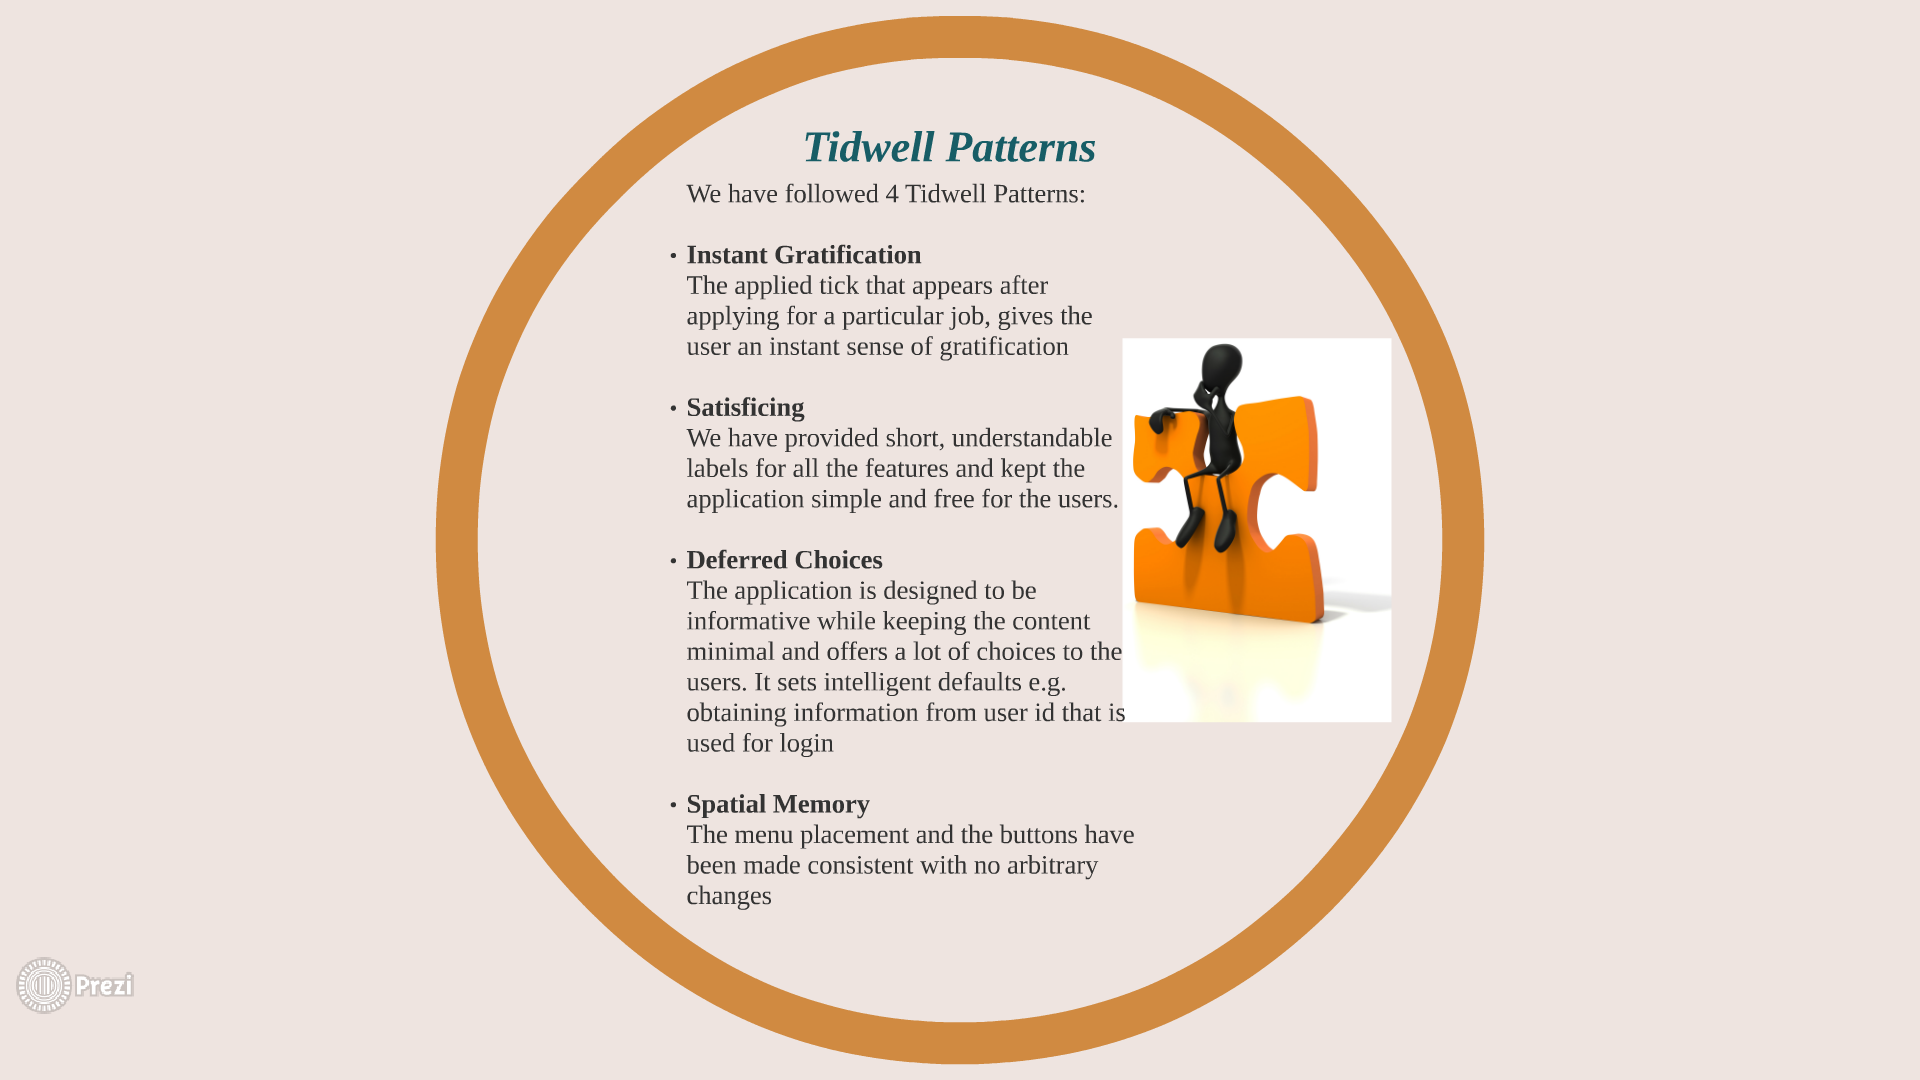 Tidwell Patterns
We have followed 4 Tidwell Patterns:
• Instant Gratification
The applied tick that appears after
applying for a particular job, gives the
user an instant sense of gratification
• Satisficing
We have provided short, understandable
labels for all the features and kept the
application simple and free for the users.
• Deferred Choices
The application is designed to be
informative while keeping the content
minimal and offers a lot of choices to the
users. It sets intelligent defaults e.g.
obtaining information from user id that is
used for login
• Spatial Memory
The menu placement and the buttons have
been made consistent with no arbitrary
changes
Prezi